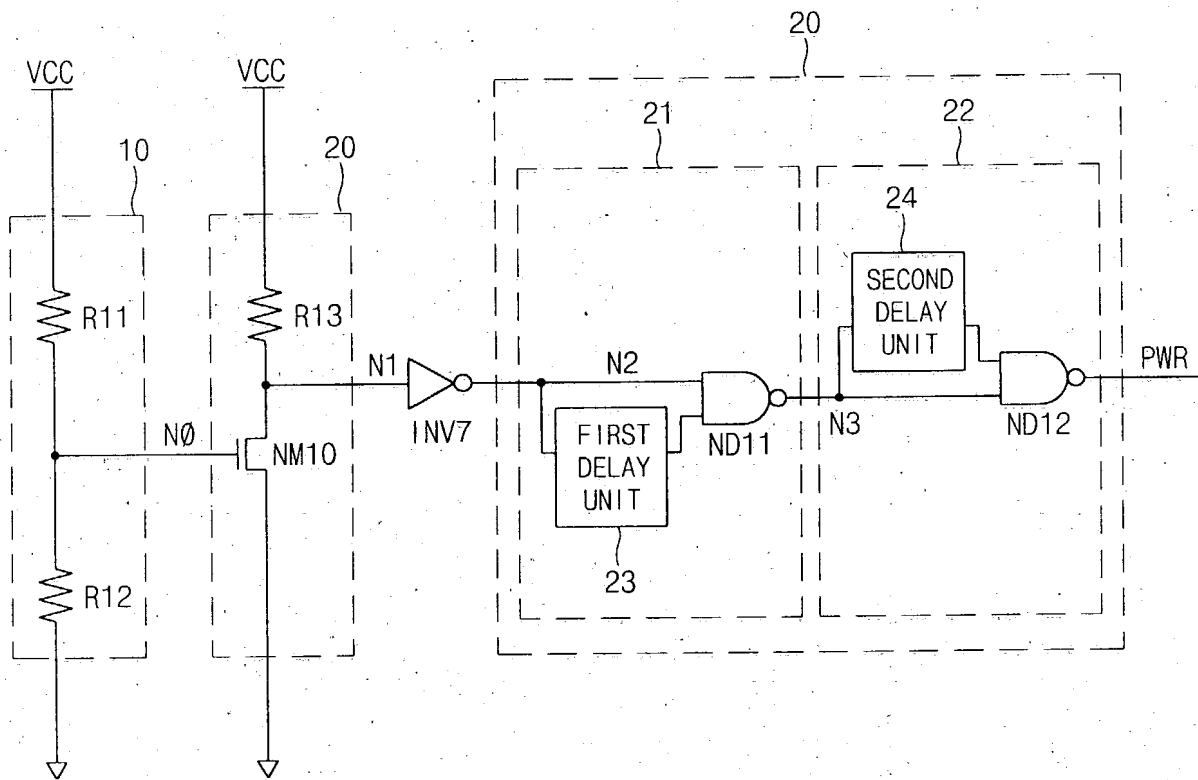 20
VCC
VCC
21
22
10
20
24
SECOND
DELAY
UNIT
R11
R13
N1
N2
PWR
INV7
ND11
N3
ND12
NØ
NM10
FIRST
DELAY
UNIT
23
R12